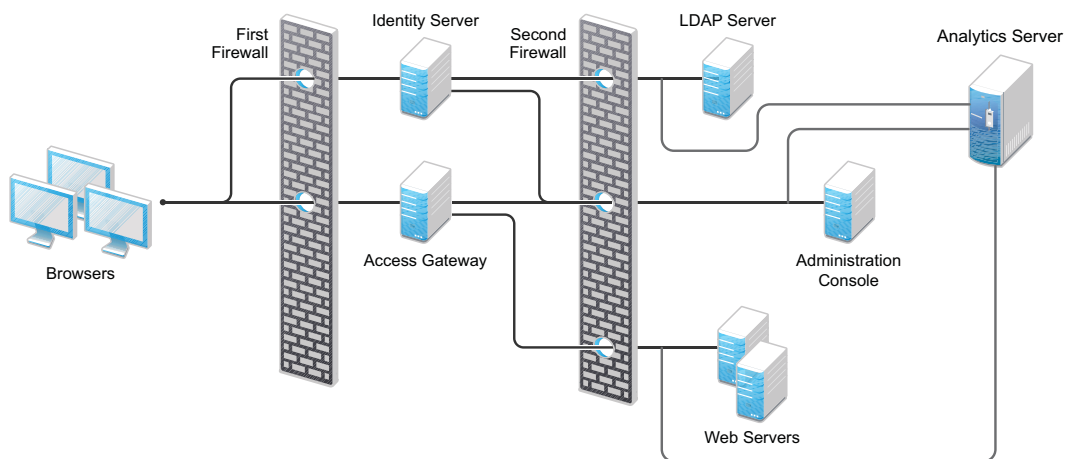 First
Firewall
Identity Server
Second
Firewall
LDAP Server
Analytics Server
Browsers
Access Gateway
Administration
Console
Web Servers